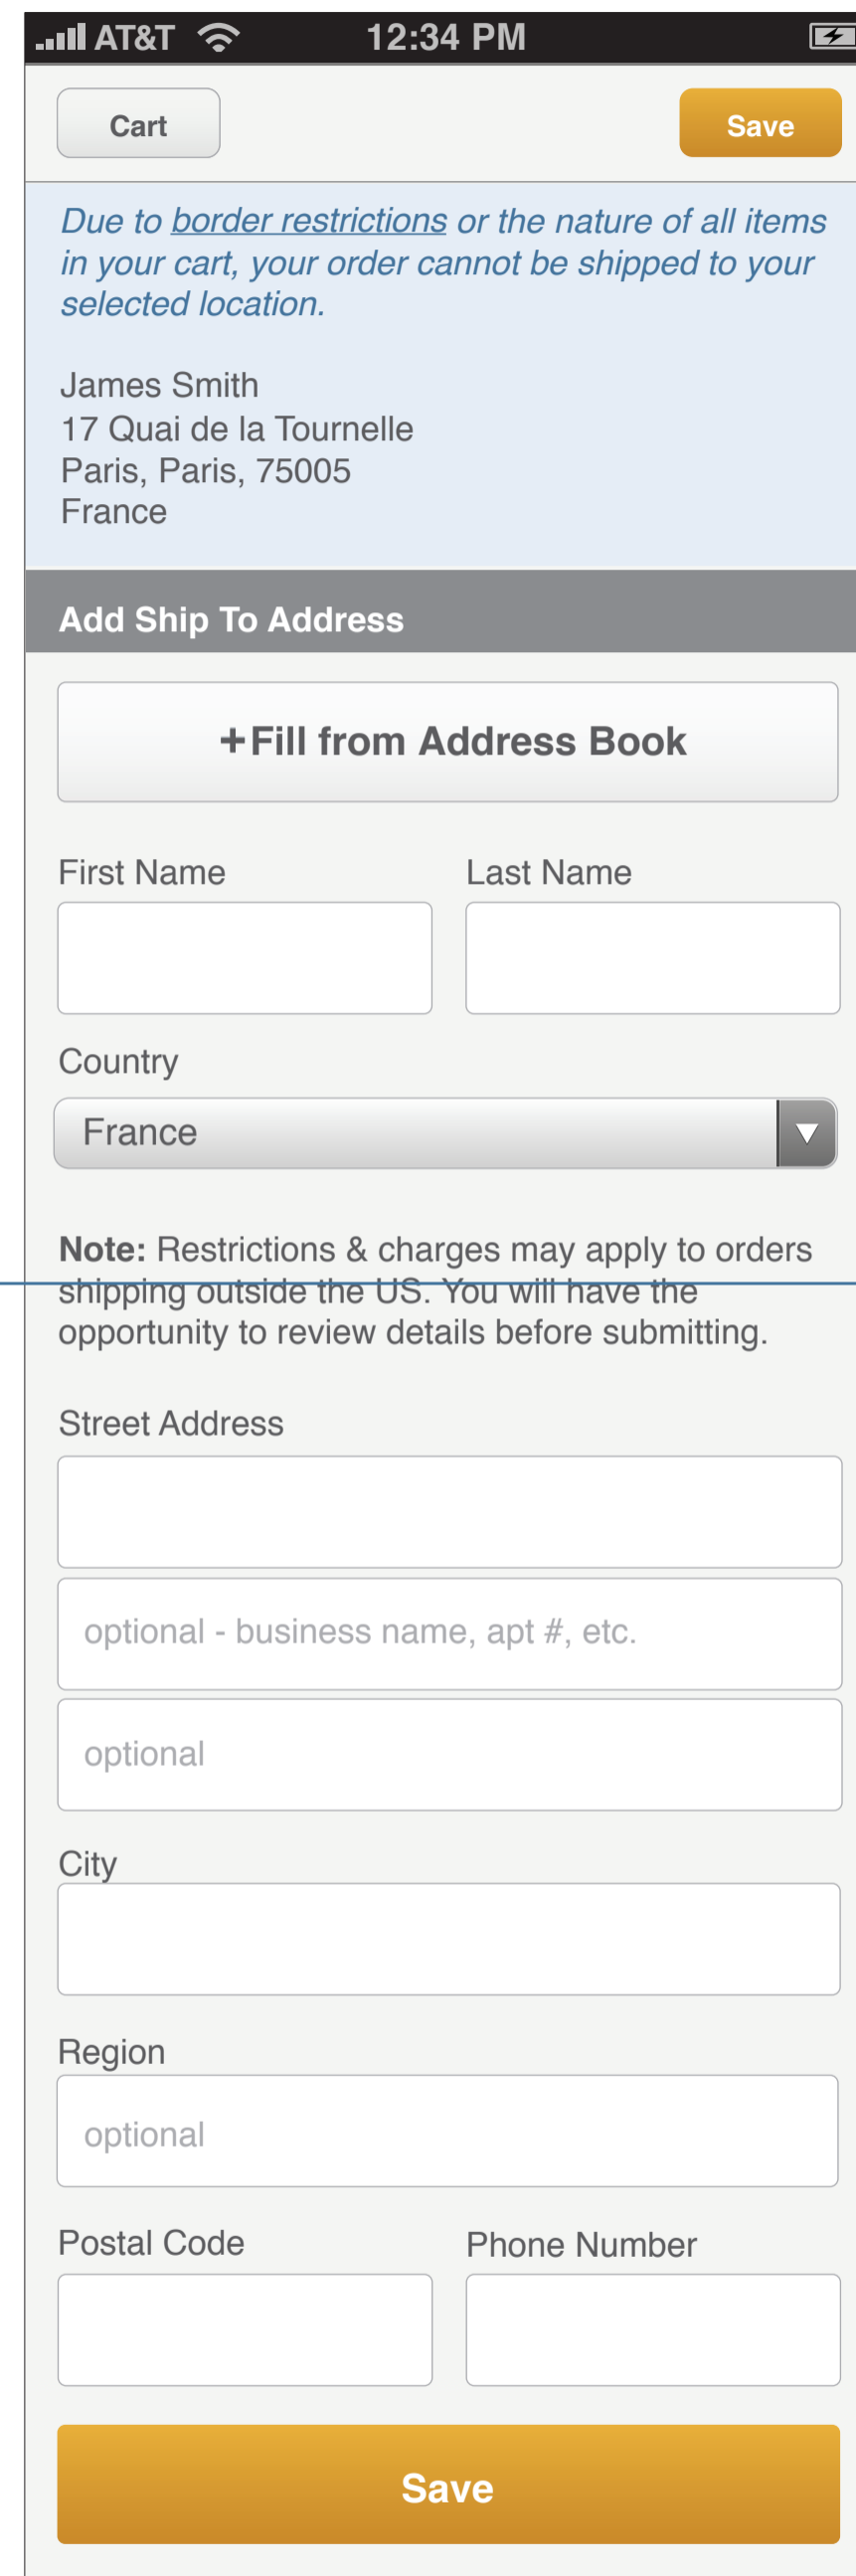 AT&T 12:34 PM
Cart Save
Due to border restrictions or the nature of all items
in your cart, your order cannot be shipped to your
selected location.
James Smith
17 Quai de la Tournelle
Paris, Paris, 75005
France
Add Ship To Address
+Fill from Address Book
First Name Last Name
Country
France
Note: Restrictions & charges may apply to orders
shipping outside the US. You will have the
opportunity to review details before submitting.
Street Address
optional - business name, apt #, etc.
optional
City
Region
optional
Postal Code Phone Number
Save